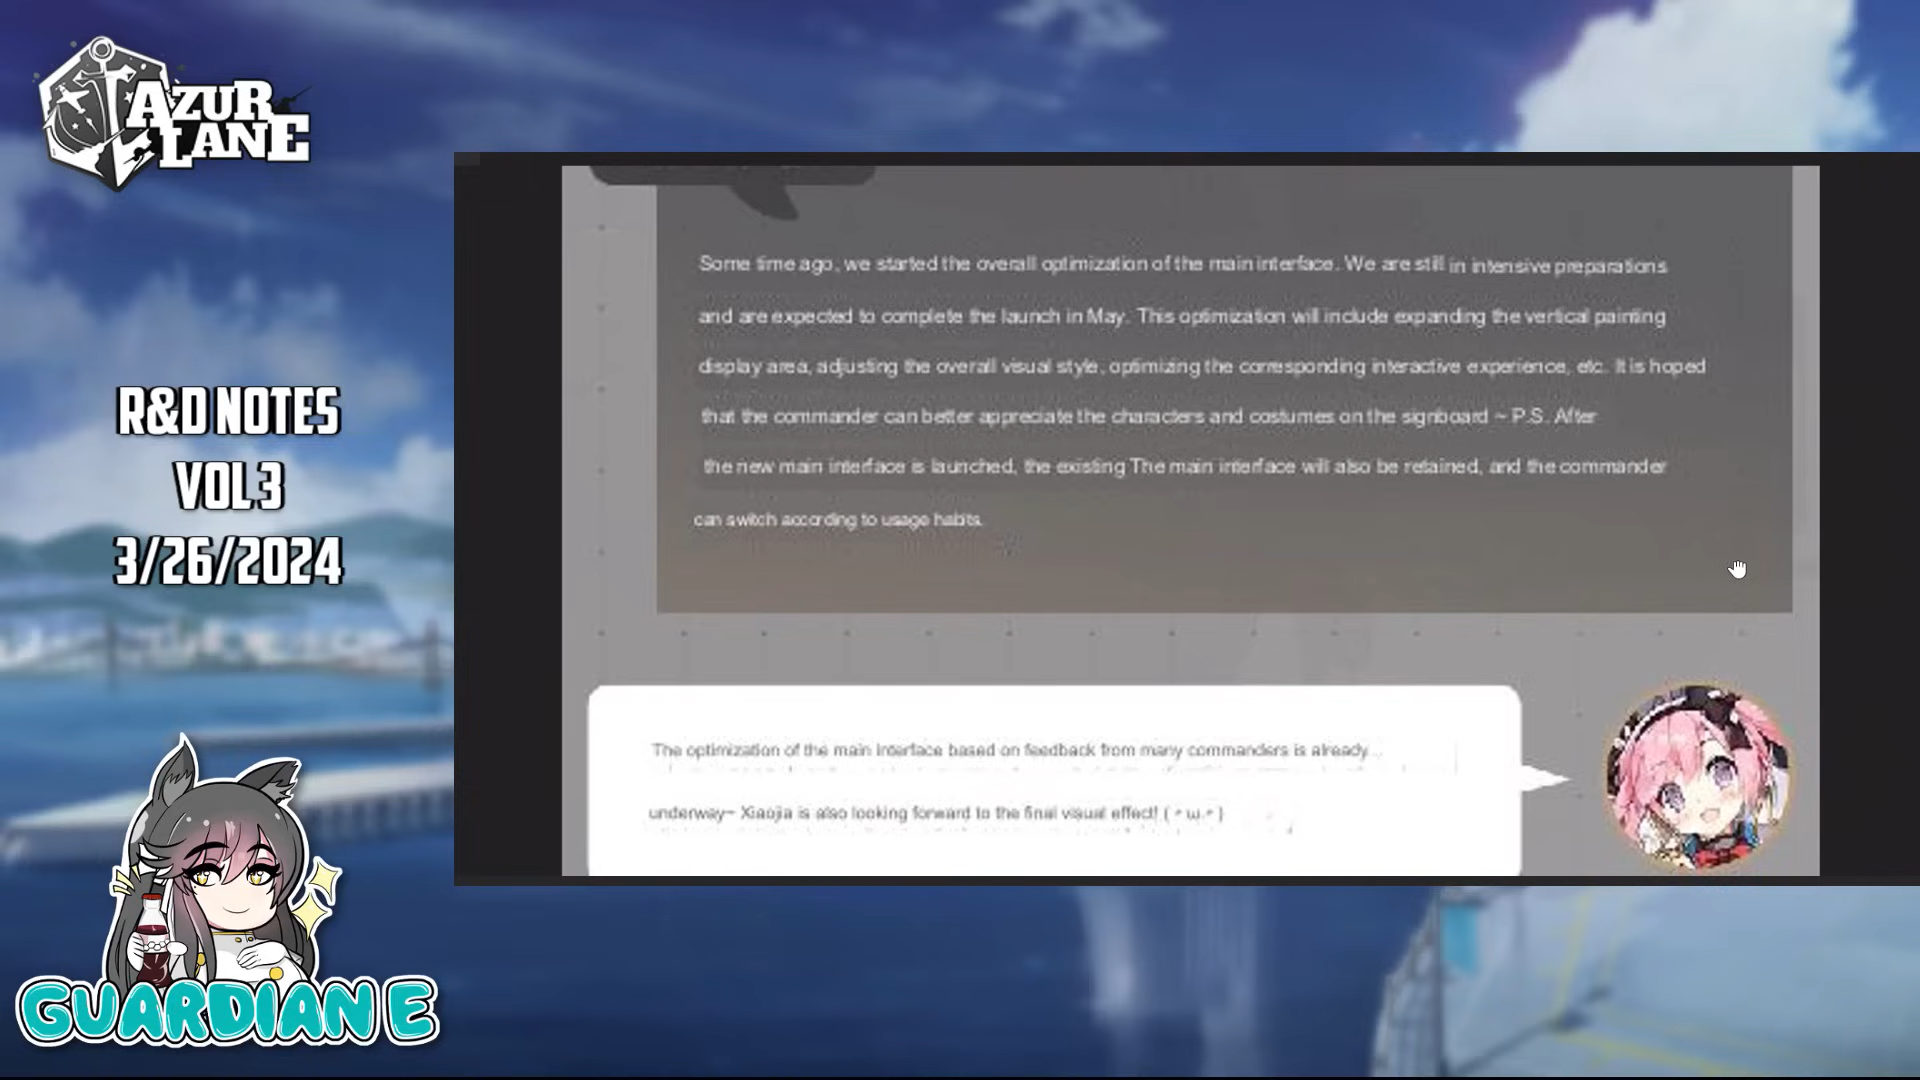 AZUR
LANE
R&D NOTES
VOL 3
3/26/2024
Some time ago, we started the overall optimization of the main interface. We are still in intensive preparations
and are expected to complete the launch in May. This optimization will include expanding the vertical painting
display area, adjusting the overall visual style, optimizing the corresponding interactive experience, etc. It is hoped
that the commander can better appreciate the characters and costumes on the signboard ~ P.S. After
the new main interface is launched, the existing The main interface will also be retained, and the commander
can switch according to usage habits.
The optimization of the main interface based on feedback from many commanders is already...
underway~ Xiaojia is also looking forward to the final visual effect! ( • ω • )
GUARDIAN E